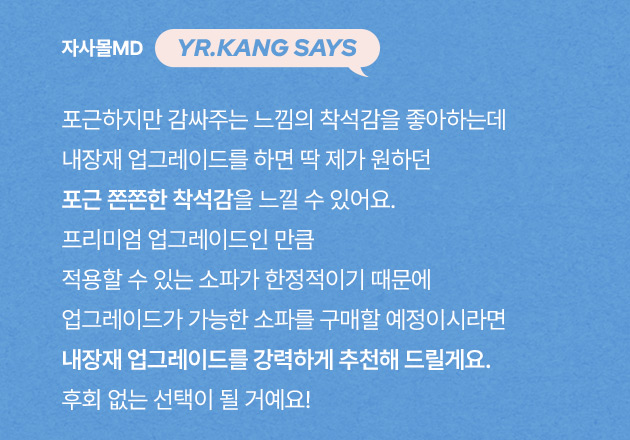 자사몰MD YR.KANG SAYS
포근하지만 감싸주는 느낌의 착석감을 좋아하는데
내장재 업그레이드를 하면 딱 제가 원하던
포근 쫀쫀한 착석감을 느낄 수 있어요.
프리미엄 업그레이드인 만큼
적용할 수 있는 소파가 한정적이기 때문에
업그레이드가 가능한 소파를 구매할 예정이시라면
내장재 업그레이드를 강력하게 추천해 드릴게요.
후회 없는 선택이 될 거예요!